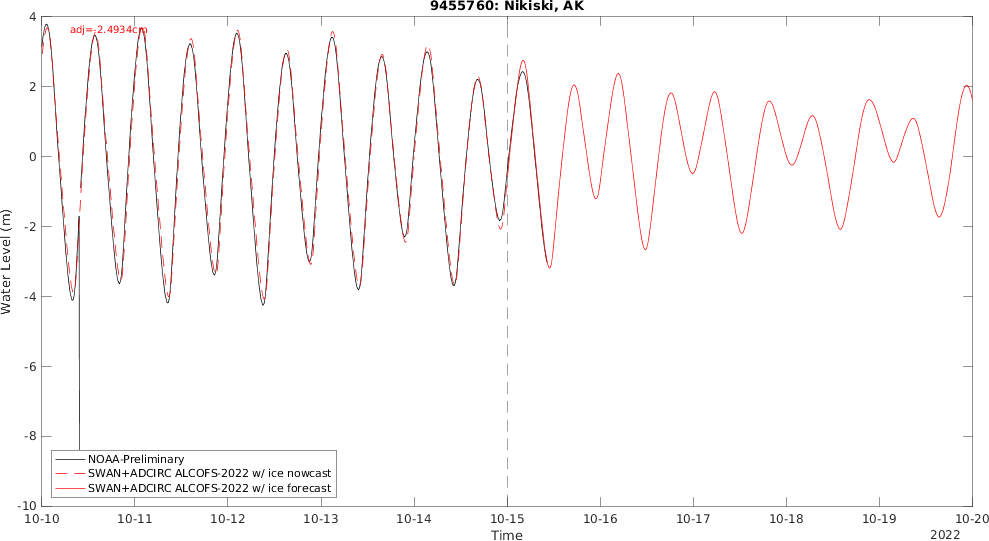 9455760: Nikiski, AK
adj=-2.4934cm
4
2
0
-2
-4
-6
-8
-10
Water Level (m)
NOAA-Preliminary
SWAN+ADCIRC ALCOFS-2022 w/ ice nowcast
SWAN+ADCIRC ALCOFS-2022 w/ ice forecast
10-10 10-11 10-12 10-13 10-14 10-15 10-16 10-17 10-18 10-19 10-20
Time
2022